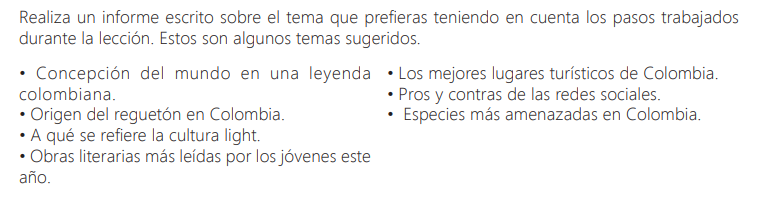 Realiza un informe escrito sobre el tema que prefieras teniendo en cuenta los pasos trabajados
durante la lección. Estos son algunos temas sugeridos.
• Concepción del mundo en una leyenda
colombiana.
• Origen del reguetón en Colombia.
• A qué se refiere la cultura light.
• Obras literarias más leídas por los jóvenes este
año.
• Los mejores lugares turísticos de Colombia.
• Pros y contras de las redes sociales.
• Especies más amenazadas en Colombia.